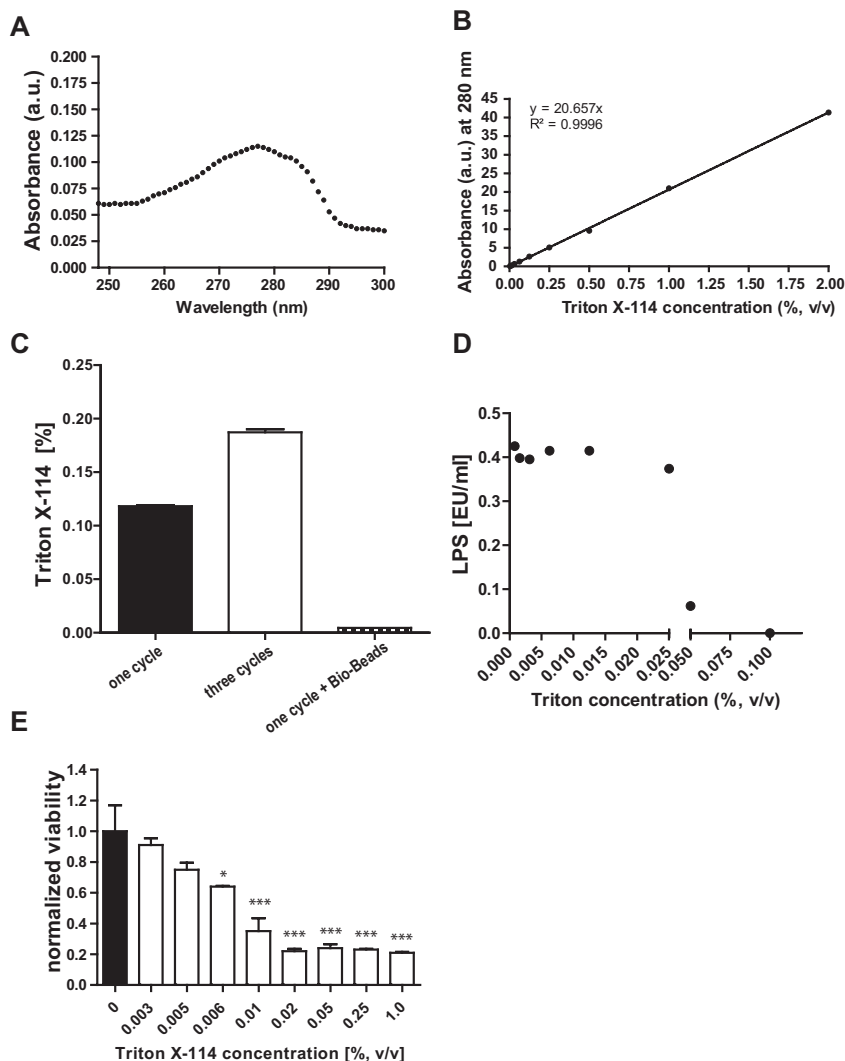 A
0.200
0.175
0.150
0.125
0.100
0.075
0.050
0.025
0.000
Absorbance (a.u.)
250 260 270 280 290 300
Wavelength (nm)
B
y = 20.657x
R² = 0.9996
45
40
35
30
25
20
15
10
5
0
Absorbance (a.u.) at 280 nm
0.00 0.25 0.50 0.75 1.00 1.25 1.50 1.75 2.00
Triton X-114 concentration (%, v/v)
C
0.25
0.20
0.15
0.10
0.05
0.00
Triton X-114 [%]
one cycle
three cycles
one cycle + Bio-Beads
D
0.5
0.4
0.3
0.2
0.1
0.0
LPS [EU/ml]
0.000 0.005 0.010 0.015 0.020 0.025 0.050 0.075 0.100
Triton concentration (%, v/v)
E
1.4
1.2
1.0
0.8
0.6
0.4
0.2
0.0
normalized viability
* *** *** *** *** ***
0 0.003 0.005 0.006 0.01 0.02 0.05 0.25 1.0
Triton X-114 concentration [%, v/v]